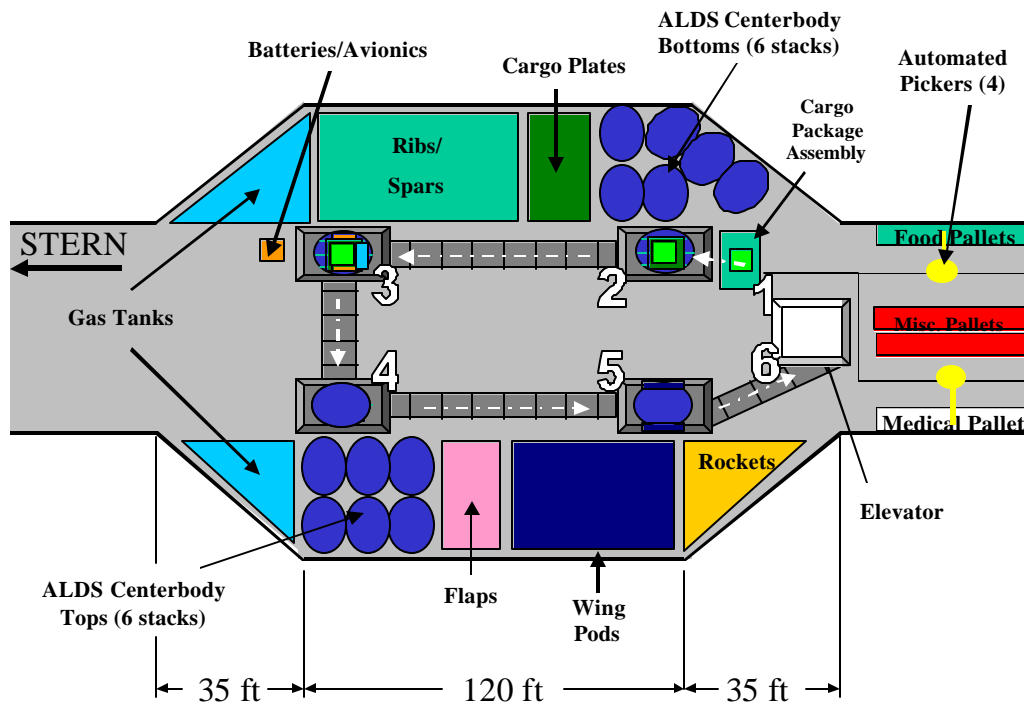 ALDS Centerbody
Bottoms (6 stacks)
Batteries/Avionics
Cargo Plates
Automated
Pickers (4)
Cargo
Package
Assembly
Ribs/
Spars
STERN
Food Pallets
3
2
1
Gas Tanks
Misc. Pallets
4
5
6
Medical Pallet
Rockets
Elevator
ALDS Centerbody
Tops (6 stacks)
Flaps
Wing
Pods
35 ft
120 ft
35 ft